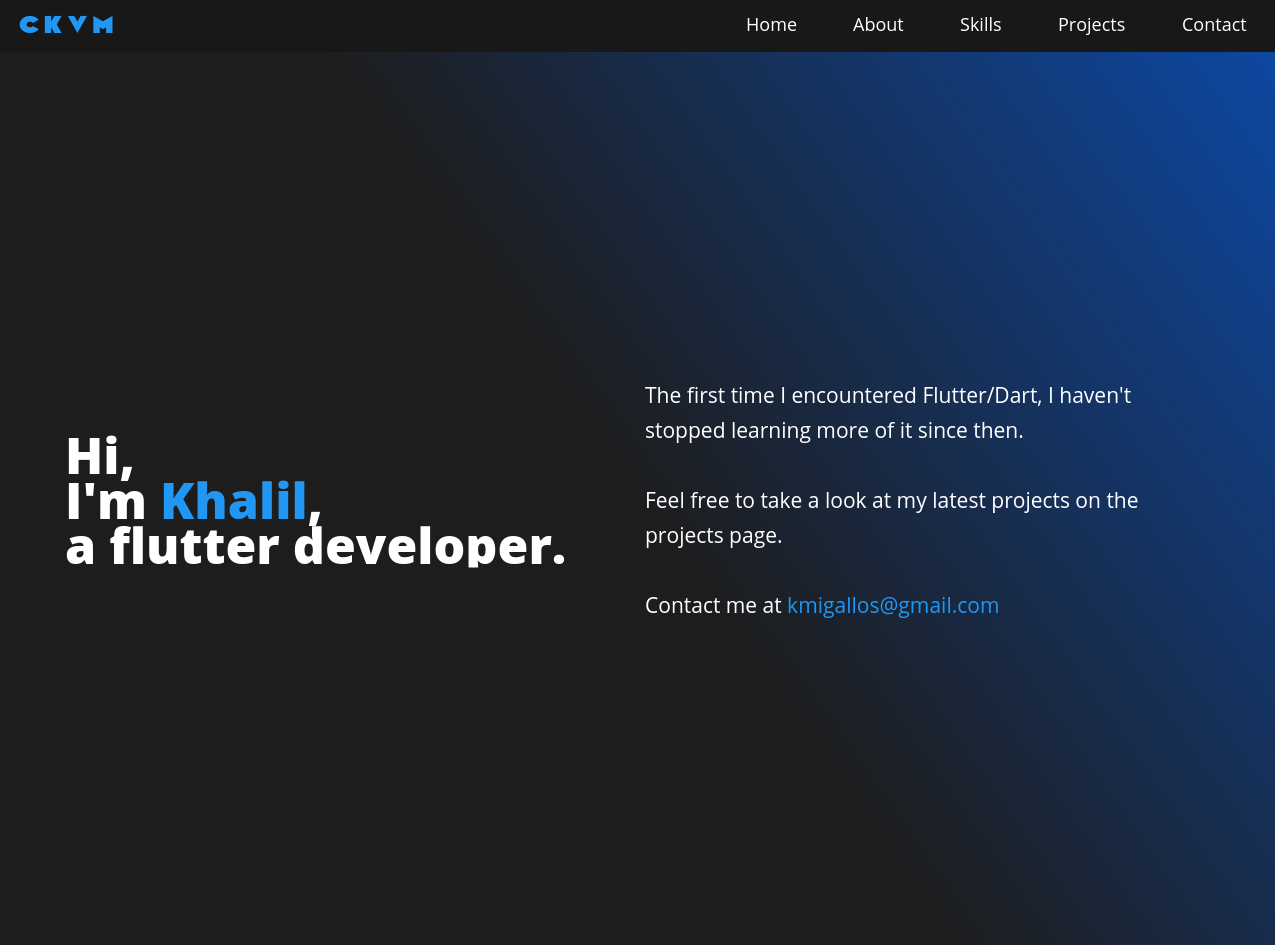 CKVM
Home About Skills Projects Contact
Hi,
I'm Khalil,
a flutter developer.
The first time I encountered Flutter/Dart, I haven't
stopped learning more of it since then.
Feel free to take a look at my latest projects on the
projects page.
Contact me at kmigallos@gmail.com